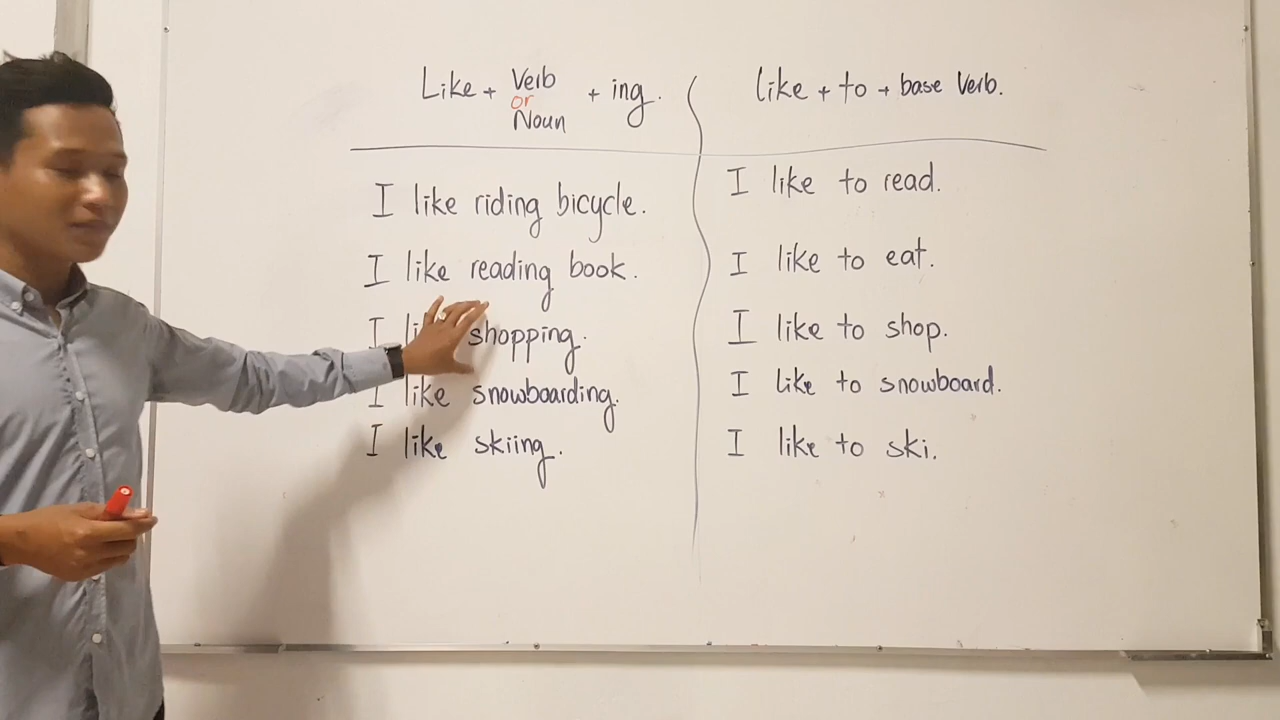 Like + Verb or Noun + ing.
I like riding bicycle.
I like reading book.
I li shopping.
I like snowboarding.
I like skiing.
like + to + base Verb.
I like to read.
I like to eat.
I like to shop.
I like to snowboard.
I like to ski.